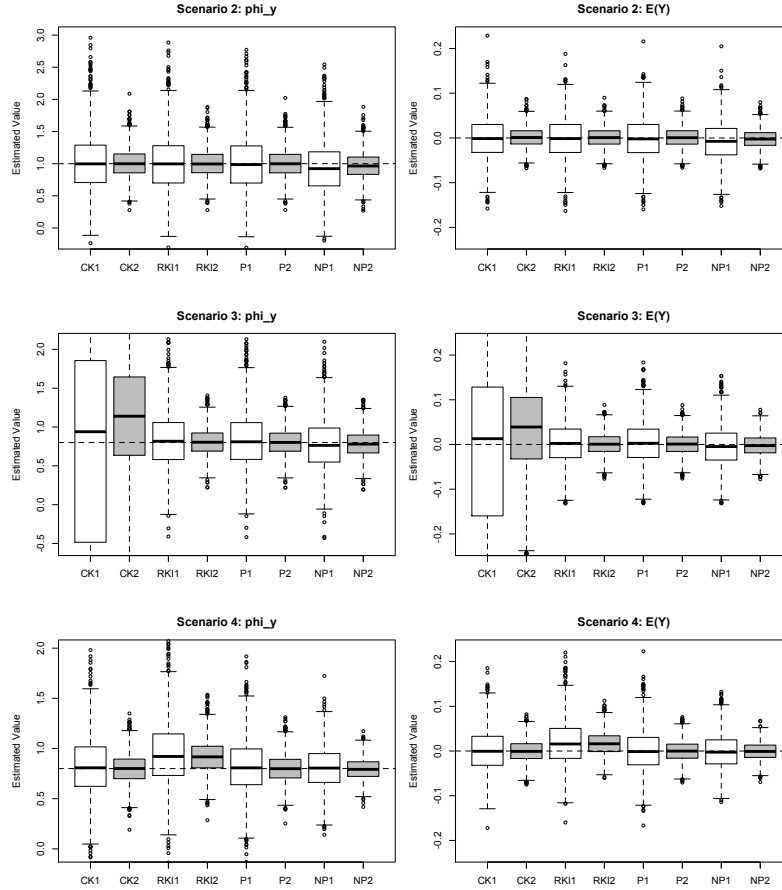 Scenario 2: phi_y
Estimated Value
0.0 0.5 1.0 1.5 2.0 2.5 3.0
CK1 CK2 RKI1 RKI2 P1 P2 NP1 NP2
Scenario 2: E(Y)
Estimated Value
-0.2 -0.1 0.0 0.1 0.2
CK1 CK2 RKI1 RKI2 P1 P2 NP1 NP2
Scenario 3: phi_y
Estimated Value
-0.5 0.0 0.5 1.0 1.5 2.0
CK1 CK2 RKI1 RKI2 P1 P2 NP1 NP2
Scenario 3: E(Y)
Estimated Value
-0.2 -0.1 0.0 0.1 0.2
CK1 CK2 RKI1 RKI2 P1 P2 NP1 NP2
Scenario 4: phi_y
Estimated Value
0.0 0.5 1.0 1.5 2.0
CK1 CK2 RKI1 RKI2 P1 P2 NP1 NP2
Scenario 4: E(Y)
Estimated Value
-0.2 -0.1 0.0 0.1 0.2
CK1 CK2 RKI1 RKI2 P1 P2 NP1 NP2